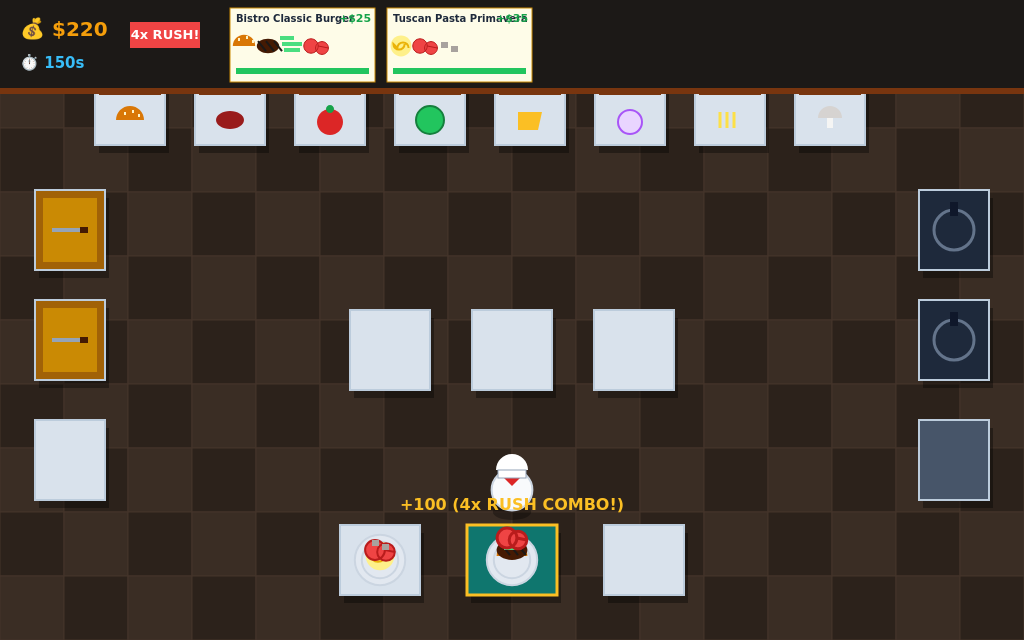 💰 $220
4x RUSH!
⏱️ 150s
Bistro Classic Burger +$25
Tuscan Pasta Primavera
+100 (4x RUSH COMBO!)